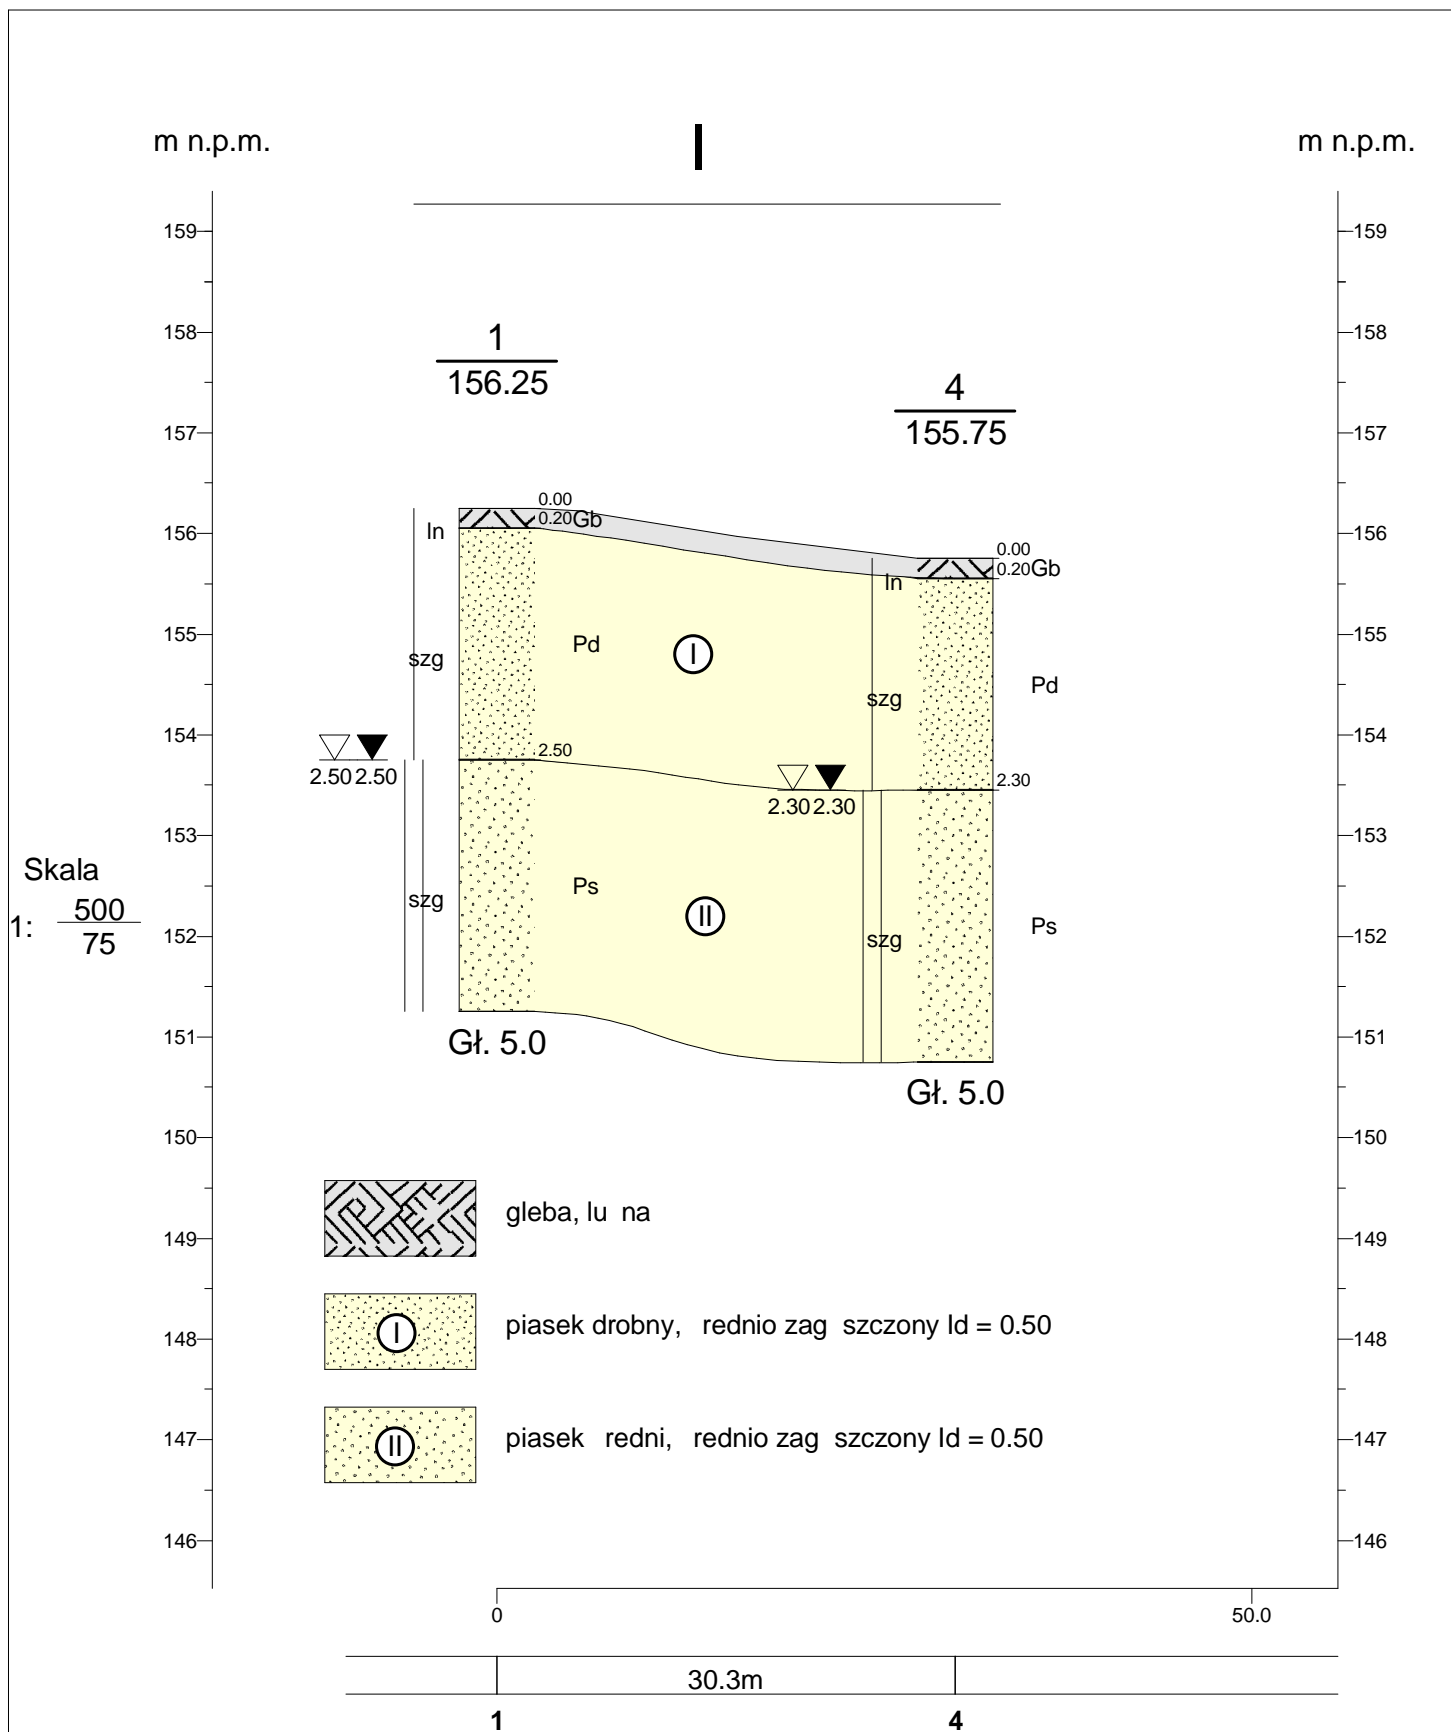 I
m n.p.m. m n.p.m.
159 159
158 158
1
156.25
4
155.75
157 157
0.00
0.20 Gb
ln
156 156
0.00
0.20 Gb
ln
155 155
Pd
I
szg
Pd
szg
154 154
2.50
2.50 2.50
2.30
2.30 2.30
153 153
Skala
1: 500
75
Ps
szg
II
Ps
szg
152 152
151 151
Gł. 5.0
Gł. 5.0
150 150
gleba, lu na
149 149
I piasek drobny, rednio zag szczony Id = 0.50
148 148
II piasek redni, rednio zag szczony Id = 0.50
147 147
146 146
0 50.0
30.3m
1 4